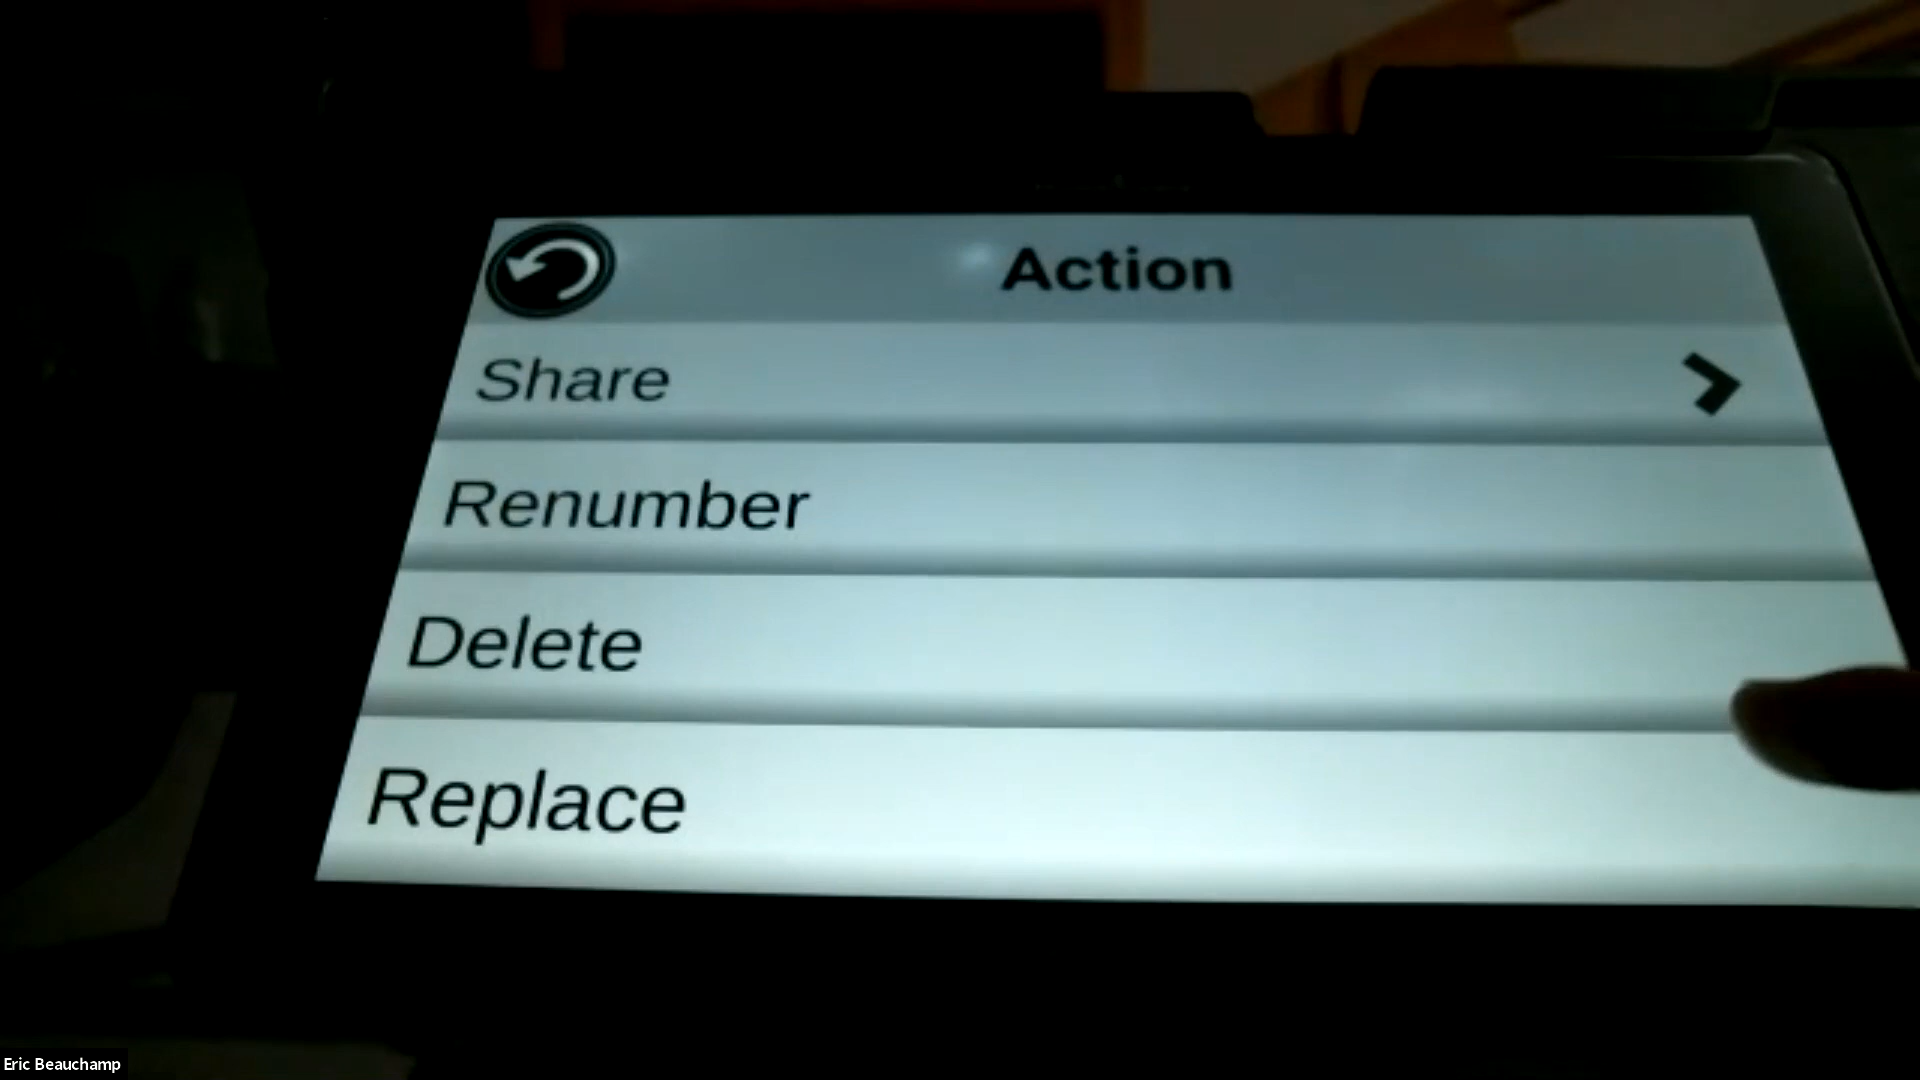 Action
Share
Renumber
Delete
Replace
Eric Beauchamp